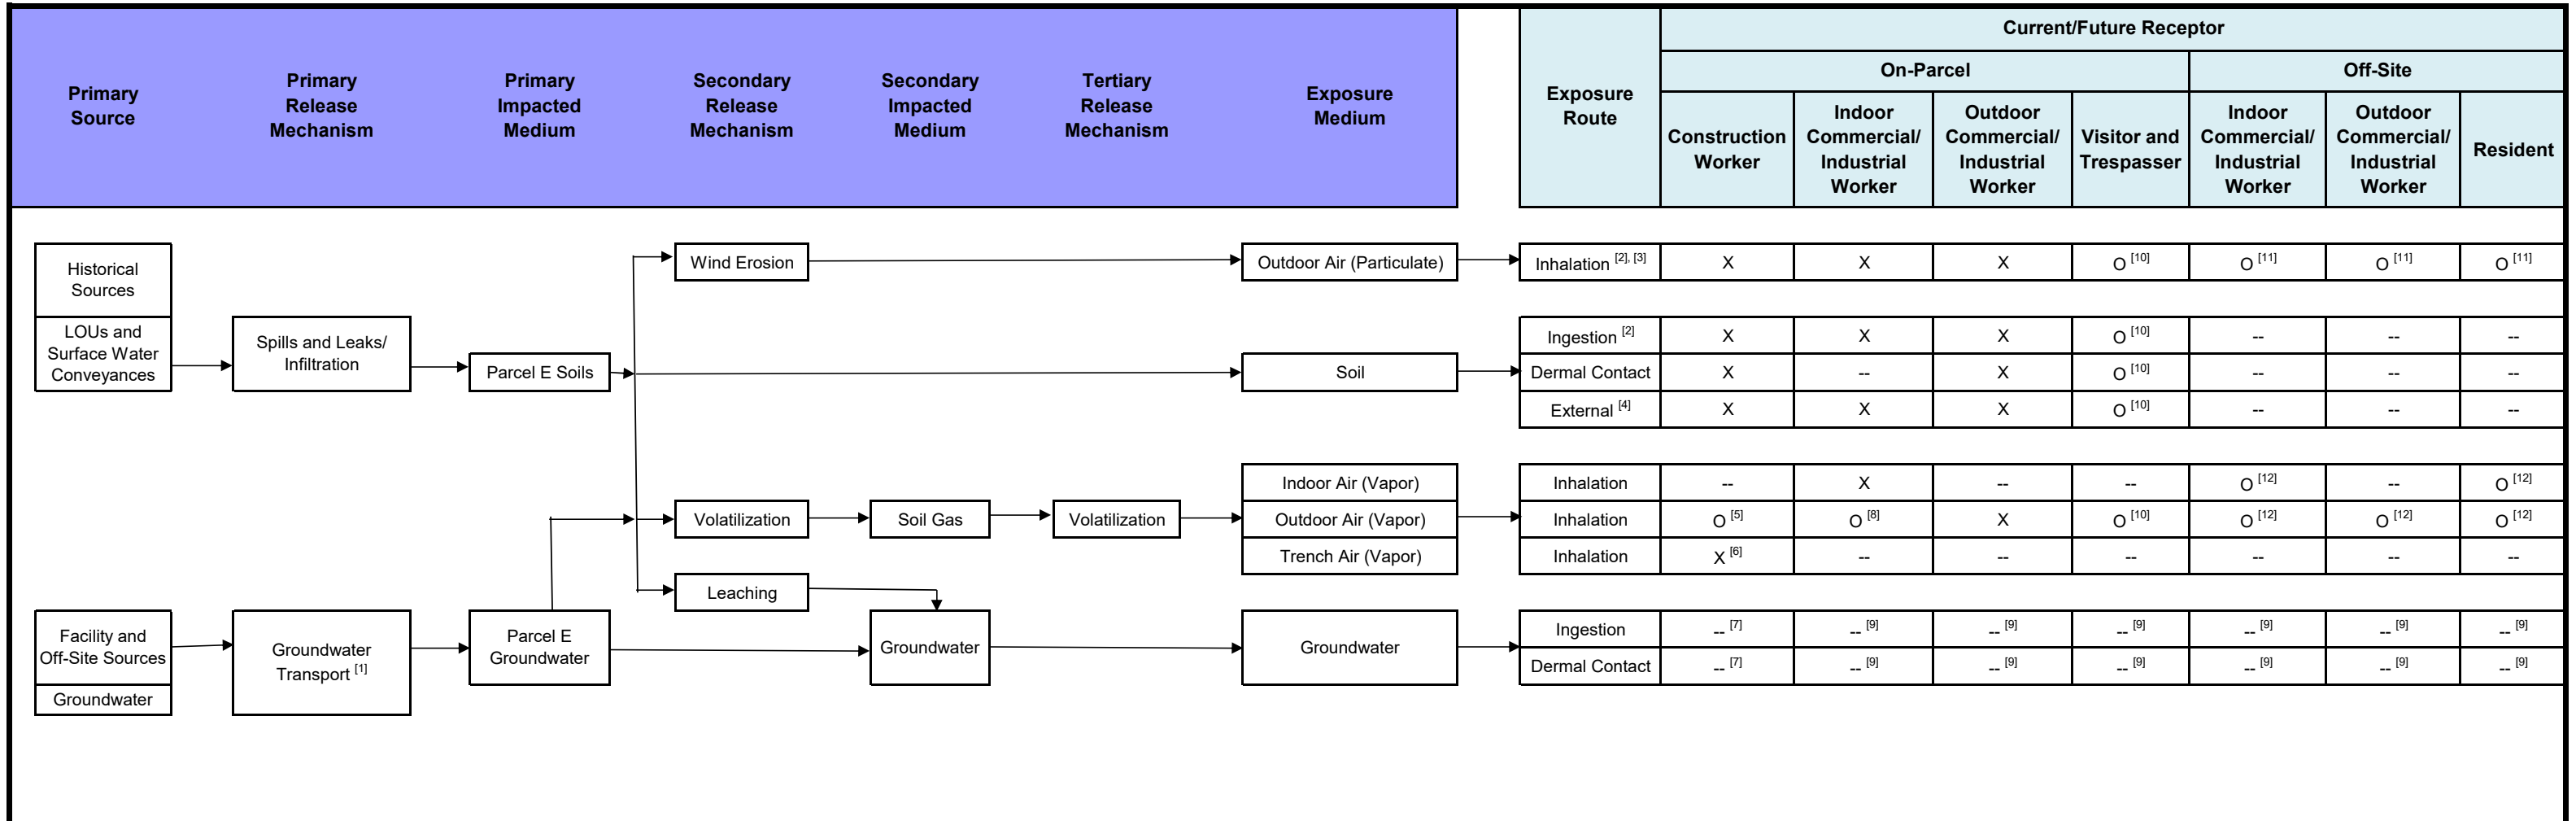 Primary
Source
Primary
Release
Mechanism
Primary
Impacted
Medium
Secondary
Release
Mechanism
Secondary
Impacted
Medium
Tertiary
Release
Mechanism
Exposure
Medium
Exposure
Route
Current/Future Receptor
On-Parcel
Off-Site
Construction
Worker
Indoor
Commercial/
Industrial
Worker
Outdoor
Commercial/
Industrial
Worker
Visitor and
Trespasser
Indoor
Commercial/
Industrial
Worker
Outdoor
Commercial/
Industrial
Worker
Resident
Historical
Sources
LOUs and
Surface Water
Conveyances
Spills and Leaks/
Infiltration
Parcel E Soils
Wind Erosion
Outdoor Air (Particulate)
Inhalation [2], [3] X X X O [10] O [11] O [11] O [11]
Soil
Ingestion [2] X X X O [10] -- -- --
Dermal Contact X -- X O [10] -- -- --
External [4] X X X O [10] -- -- --
Volatilization
Soil Gas
Volatilization
Indoor Air (Vapor)
Inhalation -- X -- -- O [12] -- O [12]
Outdoor Air (Vapor)
Inhalation O [5] O [8] X O [10] O [12] O [12] O [12]
Trench Air (Vapor)
Inhalation X [6] -- -- -- -- -- --
Leaching
Facility and
Off-Site Sources
Groundwater
Groundwater
Transport [1]
Parcel E
Groundwater
Groundwater
Groundwater
Ingestion -- [7] -- [9] -- [9] -- [9] -- [9] -- [9] -- [9]
Dermal Contact -- [7] -- [9] -- [9] -- [9] -- [9] -- [9] -- [9]